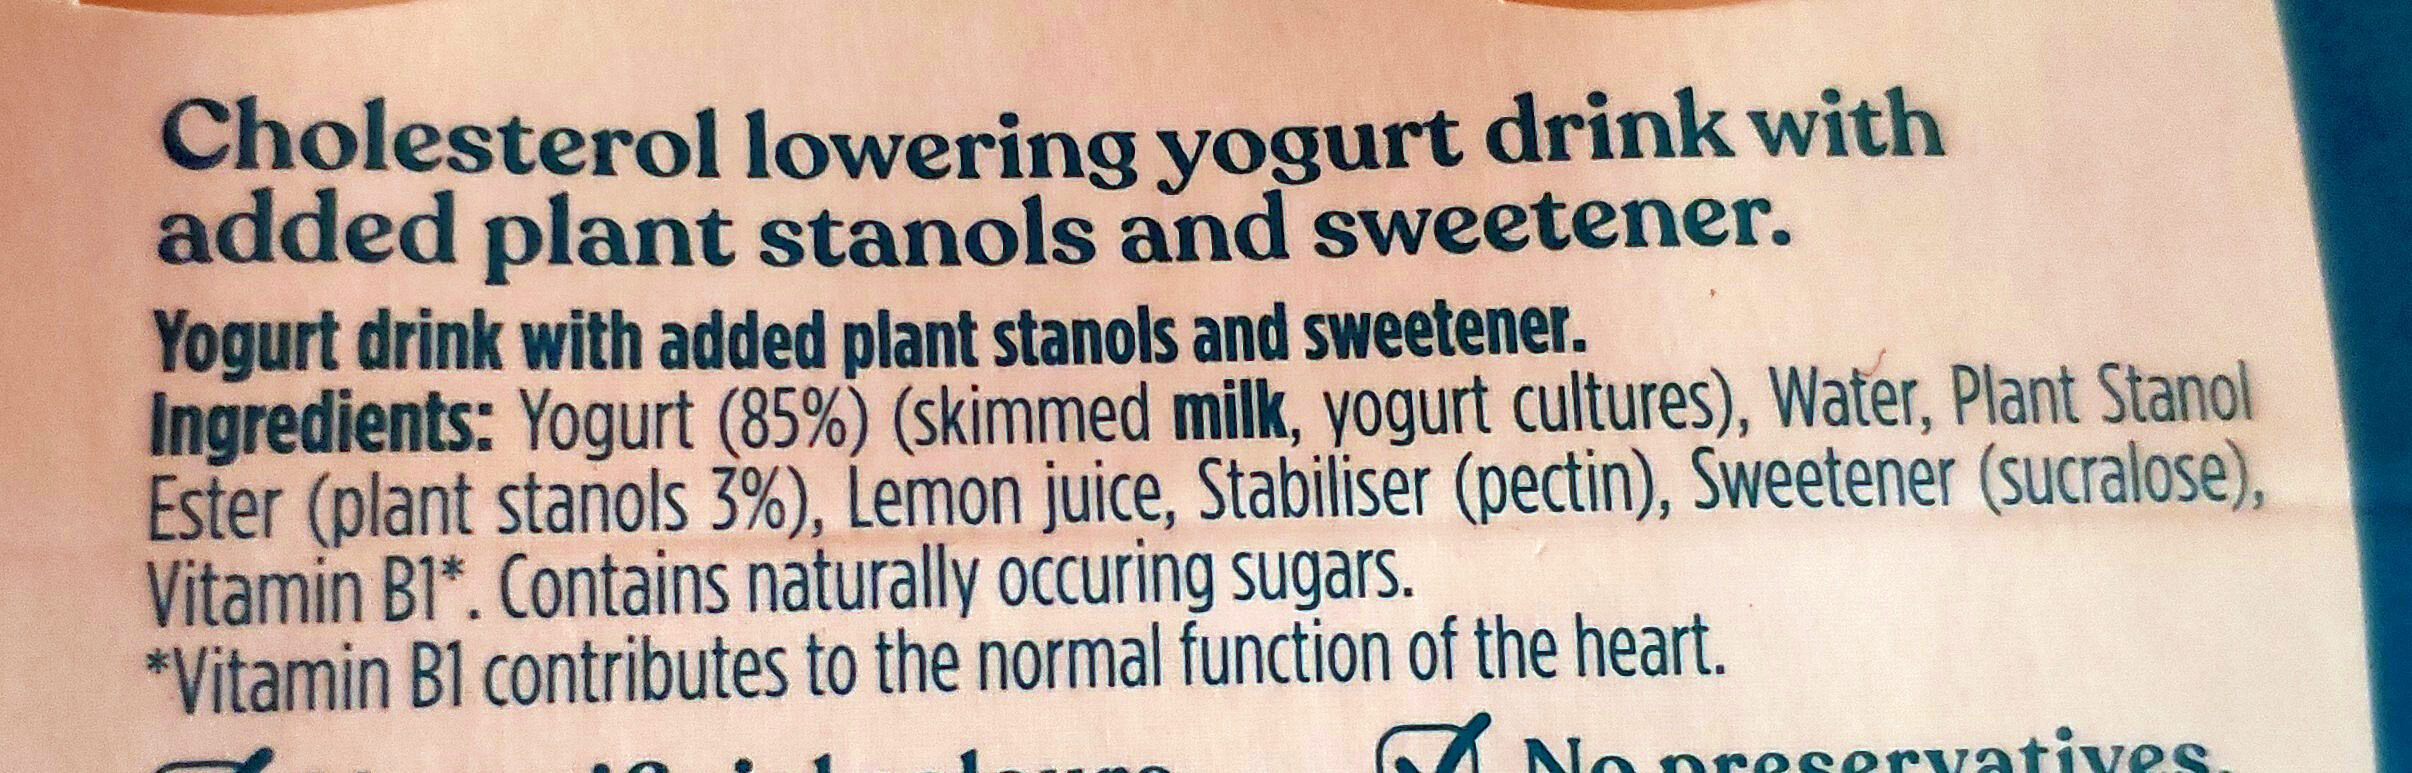 Cholesterol lowering yogurt drink with
added plant stanols and sweetener.
Yogurt drink with added plant stanols and sweetener.
Ingredients: Yogurt (85%) (skimmed milk, yogurt cultures), Water, Plant Stanol
Ester (plant stanols 3%), Lemon juice, Stabiliser (pectin), Sweetener (sucralose),
Vitamin B1*. Contains naturally occuring sugars.
*Vitamin B1 contributes to the normal function of the heart.
No preservatives.